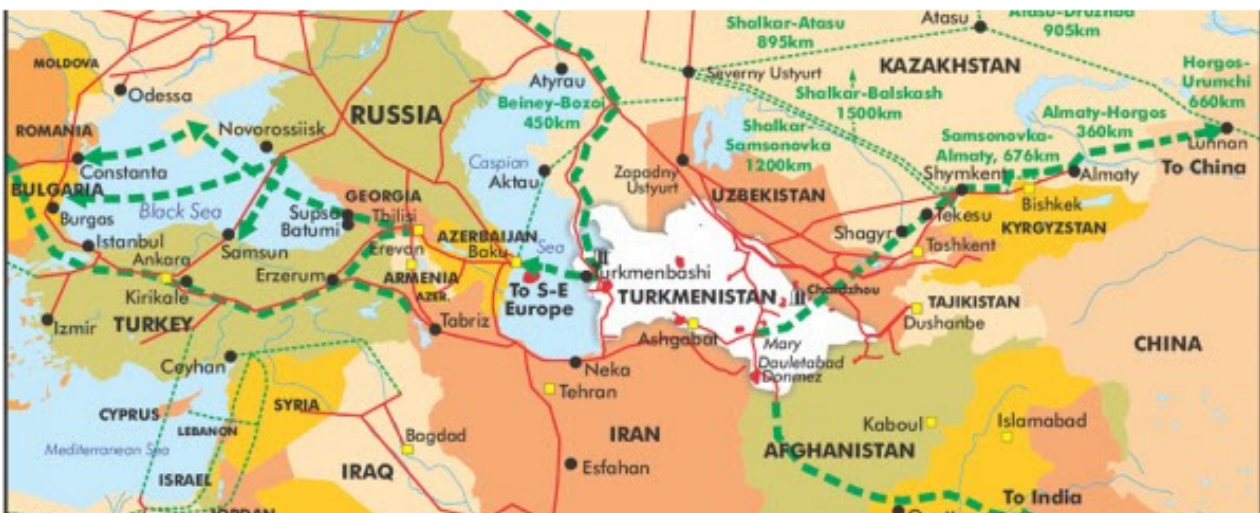 Shalkar-Atasu
895km
Atasu
Atasu-Druzhba
905km
MOLDOVA
Odessa
Atyrau
Severny Ustyurt
KAZAKHSTAN
Horgos-
Urumchi
660km
RUSSIA
Beiney-Bozoi
450km
Shalkar-Balskash
1500km
Almaty-Horgos
360km
ROMANIA
Novorossiisk
Shalkar-
Samsonovka
1200km
Samsonovka-
Almaty, 676km
Luhnan
To China
Constanta
Caspian
Aktau
Zapadny
Ustyurt
Shymkent
Almaty
BULGARIA
Burgas
Black Sea
GEORGIA
Supsa
Batumi
Tbilisi
UZBEKISTAN
Tekesu
Bishkek
KYRGYZSTAN
Istanbul
Ankara
Samsun
Erevan
AZERBAIJAN
Baku
Sea
Shagyr
Tashkent
Kirikale
Erzerum
ARMENIA
AZER.
To S-E
Europe
Turkmenbashi
TURKMENISTAN
Chardzhou
TAJIKISTAN
Izmir
TURKEY
Tabriz
Ashgabat
Mary
Dushanbe
Ceyhan
Neka
Dauletabad
Donmez
CHINA
CYPRUS
SYRIA
Tehran
LEBANON
Mediterranean Sea
Bagdad
IRAN
Kaboul
Islamabad
ISRAEL
IRAQ
Esfahan
AFGHANISTAN
To India
JORDAN